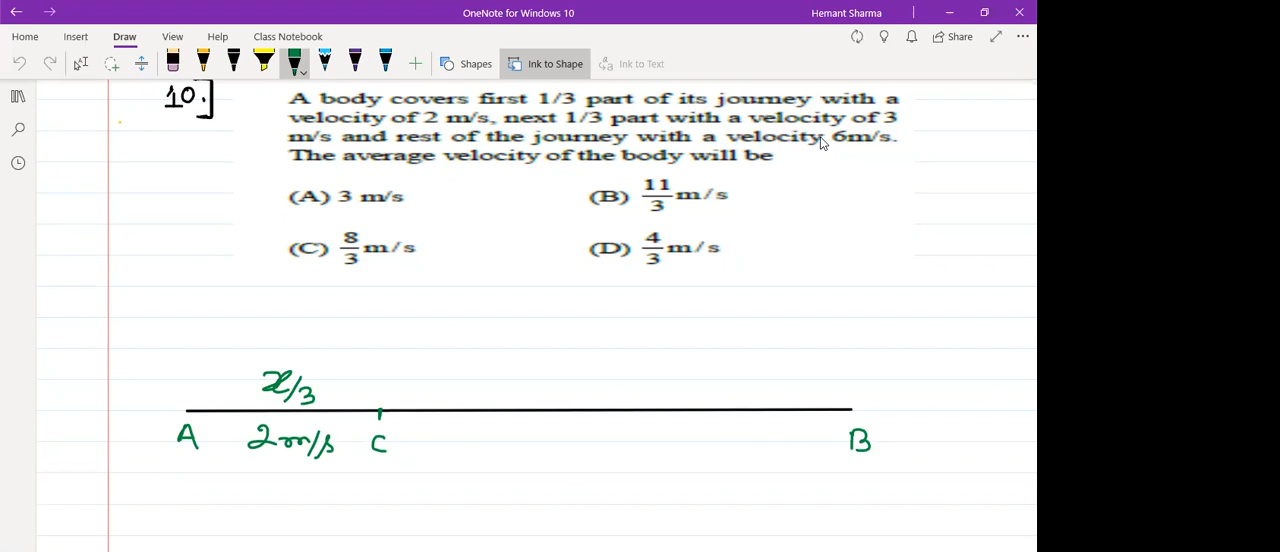 OneNote for Windows 10
Hemant Sharma
Home Insert Draw View Help Class Notebook
Share
Shapes
Ink to Shape
Ink to Text
10.]
A body covers first 1/3 part of its journey with a
velocity of 2 m/s, next 1/3 part with a velocity of 3
m/s and rest of the journey with a velocity 6m/s.
The average velocity of the body will be
(A) 3 m/s
(B) 11/3 m/s
(C) 8/3 m/s
(D) 4/3 m/s
x/3
A 2m/s C B